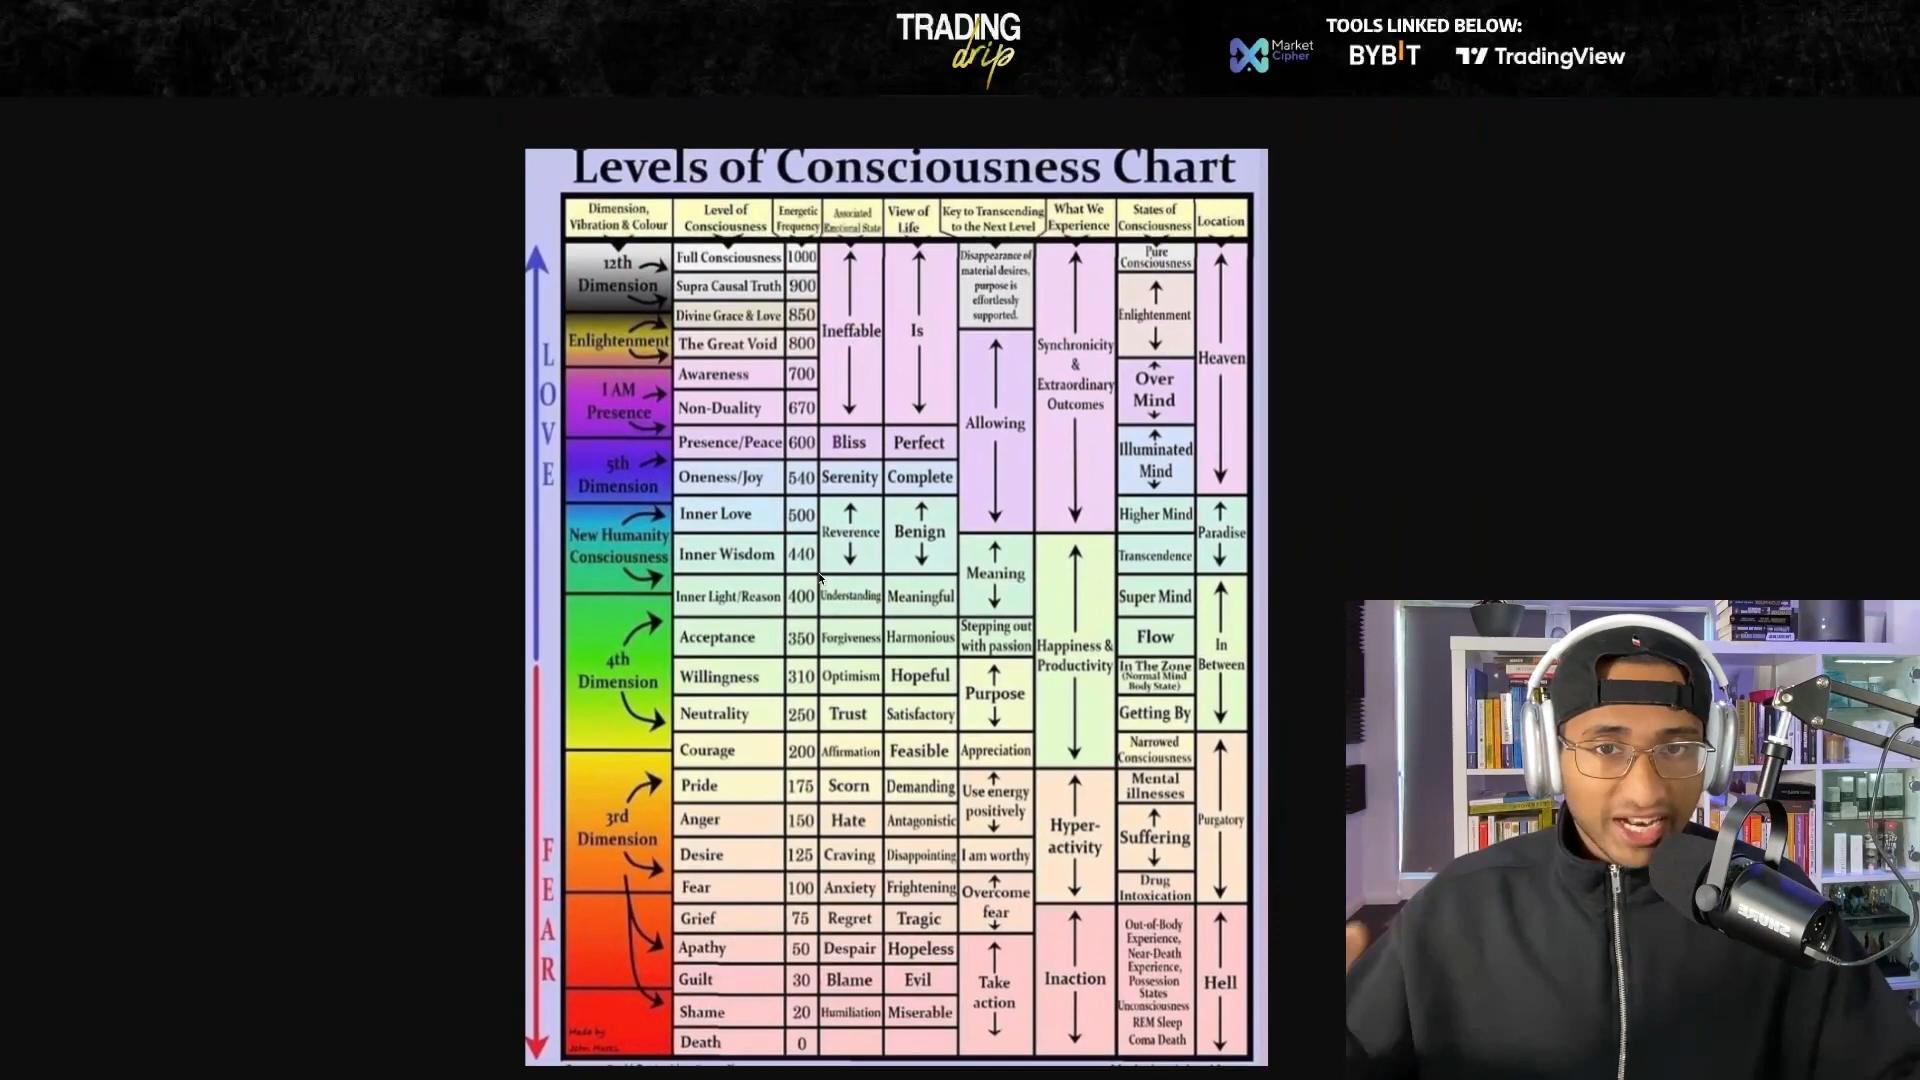 TRADING
drip
TOOLS LINKED BELOW:
Market
Cipher
BYBIT
TradingView
Levels of Consciousness Chart
Dimension,
Vibration & Colour
Level of
Consciousness
Energetic
Frequency
Associated
Emotional State
View of
Life
Key to Transcending
to the Next Level
What We
Experience
States of
Consciousness
Location
LOVE
FEAR
12th
Dimension
Enlightenment
I AM
Presence
5th
Dimension
New Humanity
Consciousness
4th
Dimension
3rd
Dimension
Made by
Full Consciousness 1000
Supra Causal Truth 900
Divine Grace & Love 850
The Great Void 800
Awareness 700
Non-Duality 670
Ineffable
Is
Presence/Peace 600 Bliss Perfect
Oneness/Joy 540 Serenity Complete
Inner Love 500
Inner Wisdom 440
Reverence
Benign
Inner Light/Reason 400 Understanding Meaningful
Acceptance 350 Forgiveness Harmonious
Willingness 310 Optimism Hopeful
Neutrality 250 Trust Satisfactory
Courage 200 Affirmation Feasible
Pride 175 Scorn Demanding
Anger 150 Hate Antagonistic
Desire 125 Craving Disappointing
Fear 100 Anxiety Frightening
Grief 75 Regret Tragic
Apathy 50 Despair Hopeless
Guilt 30 Blame Evil
Shame 20 Humiliation Miserable
Death 0
Disappearance of
material desires,
purpose is
effortlessly
supported.
Allowing
Meaning
Stepping out
with passion
Purpose
Appreciation
Use energy
positively
I am worthy
Overcome
fear
Take
action
Synchronicity
&
Extraordinary
Outcomes
Happiness &
Productivity
Hyper-
activity
Inaction
Pure
Consciousness
Enlightenment
Over
Mind
Illuminated
Mind
Higher Mind
Transcendence
Super Mind
Flow
In The Zone
(Normal Mind
Body State)
Getting By
Narrowed
Consciousness
Mental
illnesses
Suffering
Drug
Intoxication
Out-of-Body
Experience,
Near-Death
Experience,
Possession
States
Unconsciousness
REM Sleep
Coma Death
Heaven
Paradise
In
Between
Purgatory
Hell
SHURE